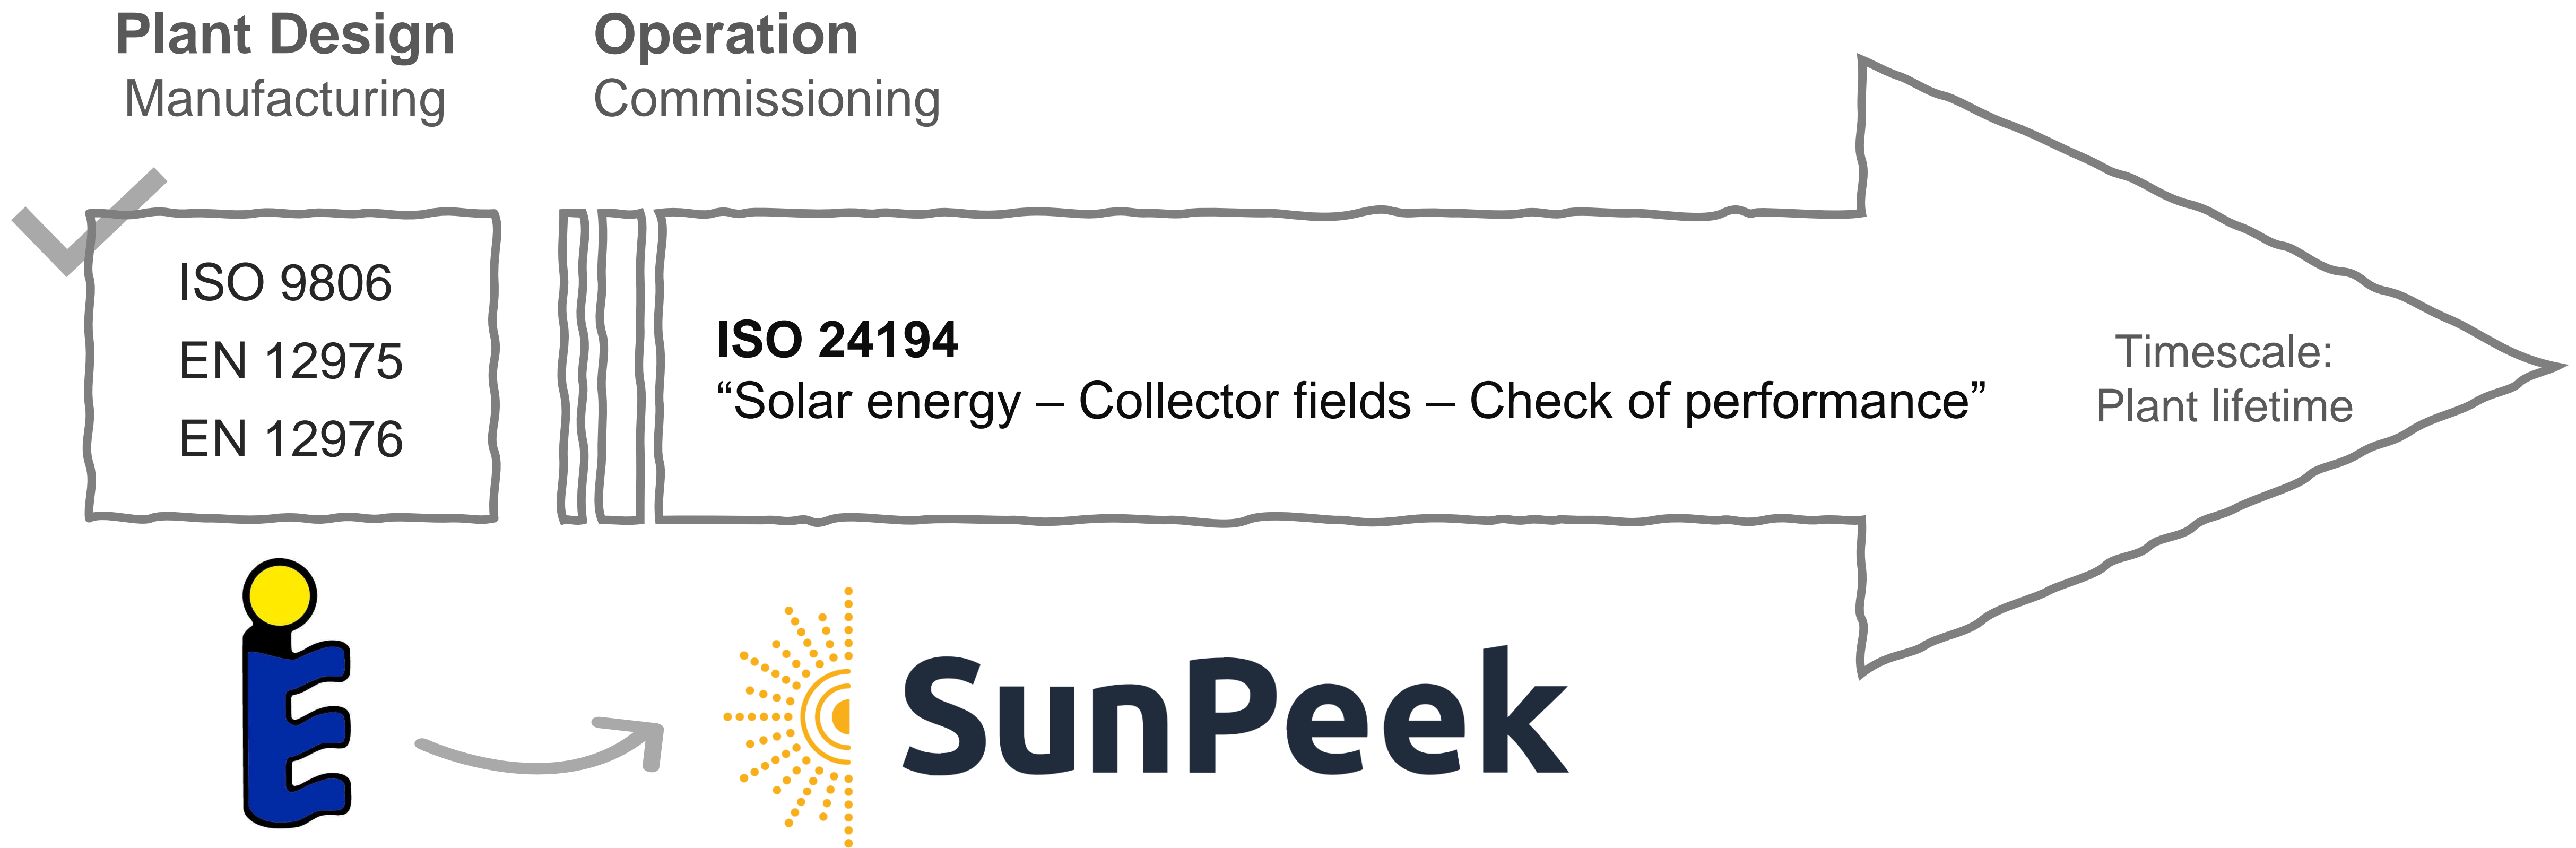 Plant Design
Manufacturing
Operation
Commissioning
ISO 9806
EN 12975
EN 12976
ISO 24194
“Solar energy – Collector fields – Check of performance”
Timescale:
Plant lifetime
SunPeek